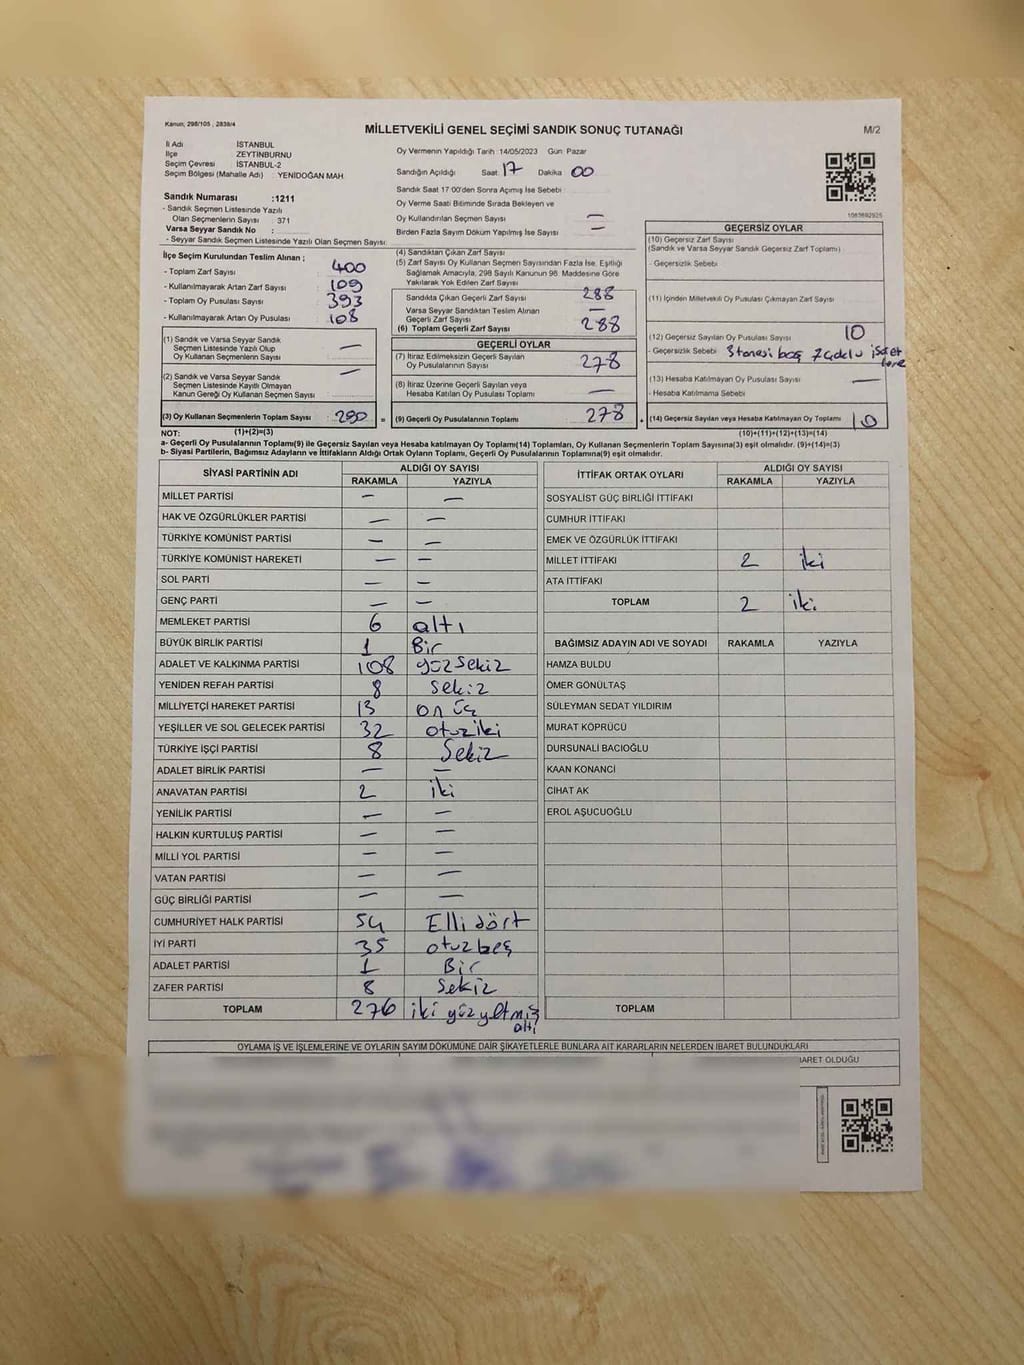 Kanun; 298/105 , 2839/4
MİLLETVEKİLİ GENEL SEÇİMİ SANDIK SONUÇ TUTANAĞI
M/2
İl Adı : İSTANBUL
İlçe : ZEYTİNBURNU
Seçim Çevresi : İSTANBUL-2
Seçim Bölgesi (Mahalle Adı) : YENİDOĞAN MAH.
Oy Vermenin Yapıldığı Tarih :14/05/2023 Gün: Pazar
Sandığın Açıldığı Saat: 17 Dakika 00
Sandık Saat 17:00'den Sonra Açılmış İse Sebebi :
Oy Verme Saati Bitiminde Sırada Bekleyen ve
Oy Kullandırılan Seçmen Sayısı : —
Birden Fazla Sayım Döküm Yapılmış İse Sayısı : —
Sandık Numarası :1211
- Sandık Seçmen Listesinde Yazılı
Olan Seçmenlerin Sayısı : 371
Varsa Seyyar Sandık No :
- Seyyar Sandık Seçmen Listesinde Yazılı Olan Seçmen Sayısı:
İlçe Seçim Kurulundan Teslim Alınan ;
- Toplam Zarf Sayısı : 400
- Kullanılmayarak Artan Zarf Sayısı : 109
- Toplam Oy Pusulası Sayısı : 393
- Kullanılmayarak Artan Oy Pusulası : 108
(1) Sandık ve Varsa Seyyar Sandık
Seçmen Listesinde Yazılı Olup
Oy Kullanan Seçmenlerin Sayısı : —
(2) Sandık ve Varsa Seyyar Sandık
Seçmen Listesinde Kayıtlı Olmayan
Kanun Gereği Oy Kullanan Seçmen Sayısı : —
(3) Oy Kullanan Seçmenlerin Toplam Sayısı : 290 =
(1)+(2)=(3)
(4) Sandıktan Çıkan Zarf Sayısı :
(5) Zarf Sayısı Oy Kullanan Seçmen Sayısından Fazla İse, Eşitliği
Sağlamak Amacıyla, 298 Sayılı Kanunun 98. Maddesine Göre
Yakılarak Yok Edilen Zarf Sayısı :
Sandıkta Çıkan Geçerli Zarf Sayısı : 288
Varsa Seyyar Sandıktan Teslim Alınan
Geçerli Zarf Sayısı : —
(6) Toplam Geçerli Zarf Sayısı : 288
GEÇERLİ OYLAR
(7) İtiraz Edilmeksizin Geçerli Sayılan
Oy Pusulasının Sayısı : 278
(8) İtiraz Üzerine Geçerli Sayılan veya
Hesaba Katılan Oy Pusulası Toplamı : —
(9) Geçerli Oy Pusulalarının Toplamı : 278 +
1063692925
GEÇERSİZ OYLAR
(10) Geçersiz Zarf Sayısı
(Sandık ve Varsa Seyyar Sandık Geçersiz Zarf Toplamı) :
- Geçersizlik Sebebi :
(11) İçinden Milletvekili Oy Pusulası Çıkmayan Zarf Sayısı :
(12) Geçersiz Sayılan Oy Pusulası Sayısı : 10
- Geçersizlik Sebebi : 3 tanesi boş 7
(13) Hesaba Katılmayan Oy Pusulası Sayısı : —
- Hesaba Katılmama Sebebi :
(14) Geçersiz Sayılan veya Hesaba Katılmayan Oy Toplamı : 10
(10)+(11)+(12)+(13)=(14)
NOT:
a- Geçerli Oy Pusulalarının Toplamı(9) ile Geçersiz Sayılan veya Hesaba katılmayan Oy Toplamı(14) Toplamları, Oy Kullanan Seçmenlerin Toplam Sayısına(3) eşit olmalıdır. (9)+(14)=(3)
b- Siyasi Partilerin, Bağımsız Adayların ve İttifakların Aldığı Ortak Oyların Toplamı, Geçerli Oy Pusulalarının Toplamına(9) eşit olmalıdır.
SİYASİ PARTİNİN ADI ALDIĞI OY SAYISI
RAKAMLA YAZIYLA
MİLLET PARTİSİ — —
HAK VE ÖZGÜRLÜKLER PARTİSİ — —
TÜRKİYE KOMÜNİST PARTİSİ — —
TÜRKİYE KOMÜNİST HAREKETİ — —
SOL PARTİ — —
GENÇ PARTİ — —
MEMLEKET PARTİSİ 6 altı
BÜYÜK BİRLİK PARTİSİ 1 Bir
ADALET VE KALKINMA PARTİSİ 108 yüzsekiz
YENİDEN REFAH PARTİSİ 8 sekiz
MİLLİYETÇİ HAREKET PARTİSİ 13 on üç
YEŞİLLER VE SOL GELECEK PARTİSİ 32 otuziki
TÜRKİYE İŞÇİ PARTİSİ 8 Sekiz
ADALET BİRLİK PARTİSİ — —
ANAVATAN PARTİSİ 2 iki
YENİLİK PARTİSİ — —
HALKIN KURTULUŞ PARTİSİ — —
MİLLİ YOL PARTİSİ — —
VATAN PARTİSİ — —
GÜÇ BİRLİĞİ PARTİSİ — —
CUMHURİYET HALK PARTİSİ 54 Elli dört
İYİ PARTİ 35 otuz beş
ADALET PARTİSİ 1 Bir
ZAFER PARTİSİ 8 Sekiz
TOPLAM 276 iki yüz yetmiş
altı
İTTİFAK ORTAK OYLARI ALDIĞI OY SAYISI
RAKAMLA YAZIYLA
SOSYALİST GÜÇ BİRLİĞİ İTTİFAKI
CUMHUR İTTİFAKI
EMEK VE ÖZGÜRLÜK İTTİFAKI
MİLLET İTTİFAKI 2 iki
ATA İTTİFAKI
TOPLAM 2 iki
BAĞIMSIZ ADAYIN ADI VE SOYADI RAKAMLA YAZIYLA
HAMZA BULDU
ÖMER GÖNÜLTAŞ
SÜLEYMAN SEDAT YILDIRIM
MURAT KÖPRÜCÜ
DURSUNALİ BACIOĞLU
KAAN KONANCİ
CİHAT AK
EROL AŞUCUOĞLU
TOPLAM
OYLAMA İŞ VE İŞLEMLERİNE VE OYLARIN SAYIM DÖKÜMÜNE DAİR ŞİKAYETLERLE BUNLARA AİT KARARLARIN NELERDEN İBARET BULUNDUKLARI
İBARET OLDUĞU